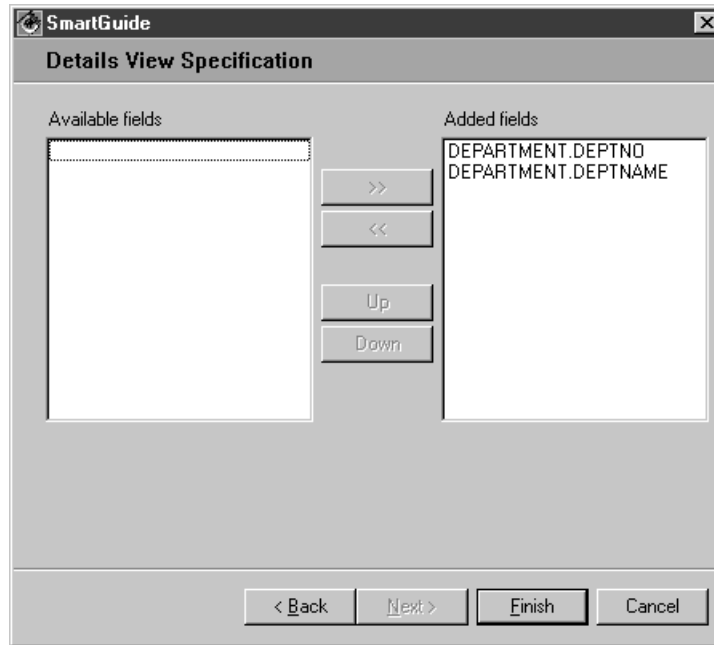 SmartGuide
Details View Specification
Available fields
Added fields
DEPARTMENT.DEPTNO
DEPARTMENT.DEPTNAME
>>
<<
Up
Down
< Back
Next >
Finish
Cancel